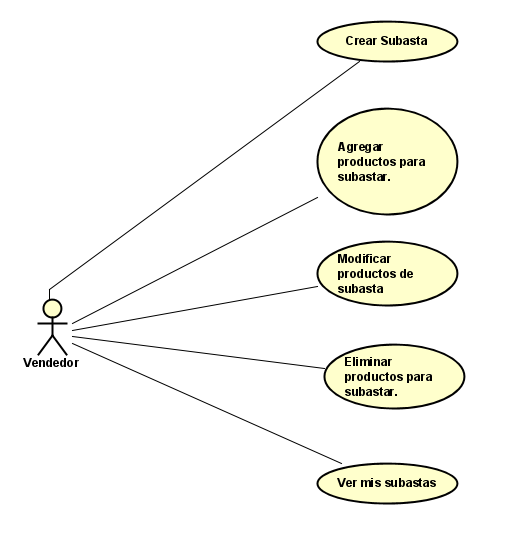 Crear Subasta
Agregar
productos para
subastar.
Modificar
productos de
subasta
Vendedor
Eliminar
productos para
subastar.
Ver mis subastas